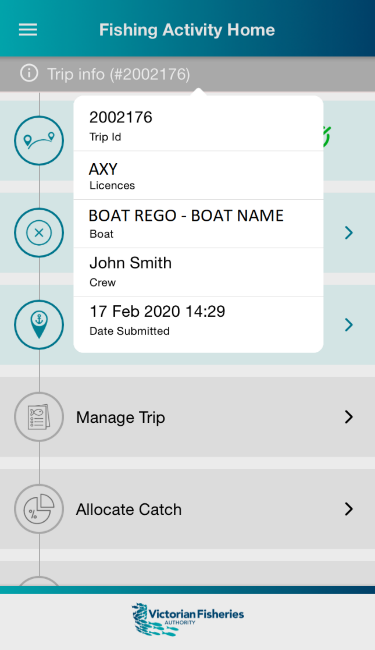 Fishing Activity Home
Trip info (#2002176)
2002176
Trip Id
AXY
Licences
BOAT REGO - BOAT NAME
Boat
John Smith
Crew
17 Feb 2020 14:29
Date Submitted
Manage Trip
Allocate Catch
%
Victorian Fisheries
AUTHORITY